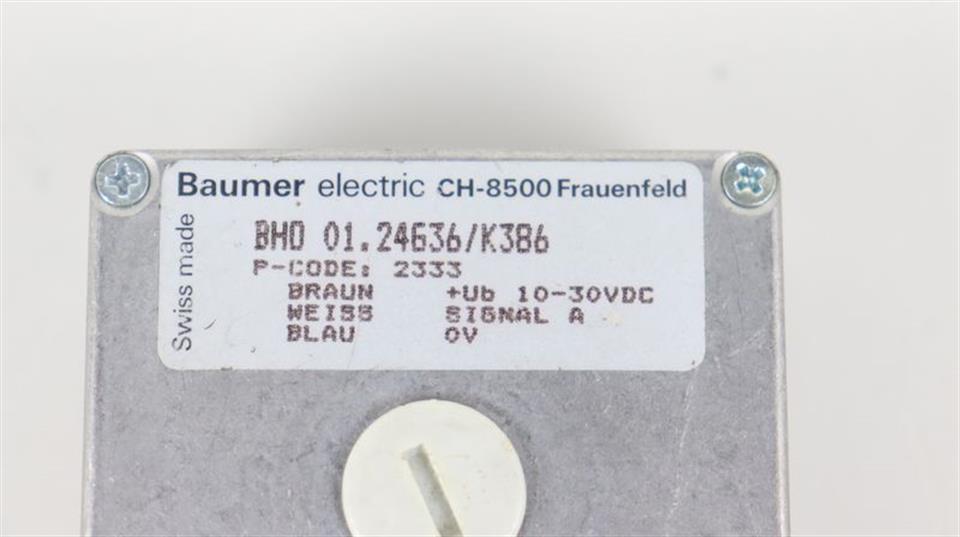 Baumer electric CH-8500 Frauenfeld
Swiss made
BHD 01.24636/K386
P-CODE: 2333
BRAUN +Ub 10-30VDC
WEISS SIGNAL A
BLAU 0V